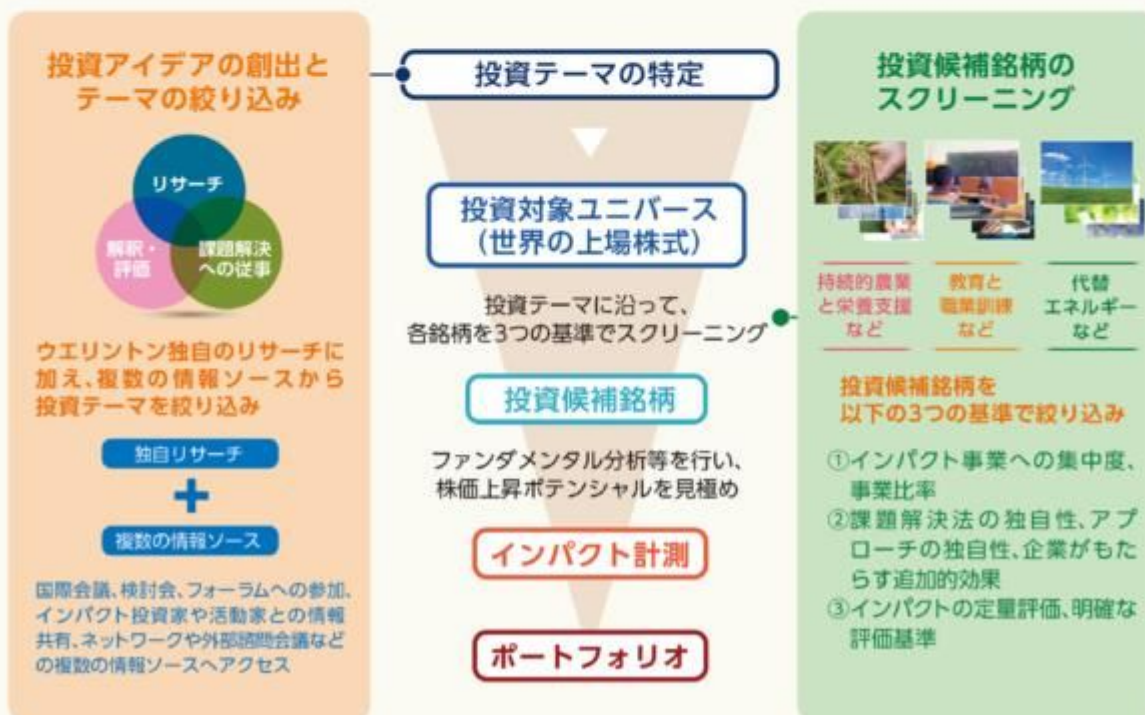 投資アイデアの創出と
テーマの絞り込み
リサーチ
解釈・
評価
課題解決
への従事
ウエリントン独自のリサーチに
加え、複数の情報ソースから
投資テーマを絞り込み
独自リサーチ
+
複数の情報ソース
国際会議、検討会、フォーラムへの参加、
インパクト投資家や活動家との情報
共有、ネットワークや外部諮問会議など
の複数の情報ソースへアクセス
投資テーマの特定
投資対象ユニバース
(世界の上場株式)
投資テーマに沿って、
各銘柄を3つの基準でスクリーニング
投資候補銘柄
ファンダメンタル分析等を行い、
株価上昇ポテンシャルを見極め
インパクト計測
ポートフォリオ
投資候補銘柄の
スクリーニング
持続的農業
と栄養支援
など
教育と
職業訓練
など
代替
エネルギー
など
投資候補銘柄を
以下の3つの基準で絞り込み
①インパクト事業への集中度、
事業比率
②課題解決法の独自性、アプ
ローチの独自性、企業がもた
らす追加的効果
③インパクトの定量評価、明確な
評価基準